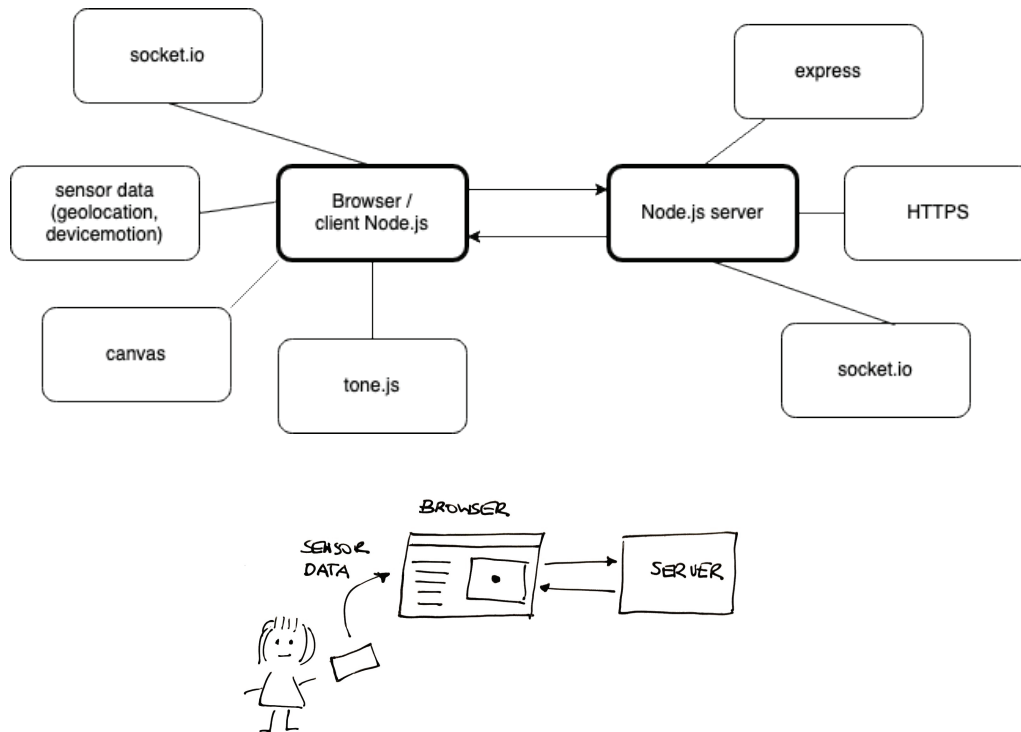 socket.io
express
sensor data
(geolocation,
devicemotion)
Browser /
client Node.js
Node.js server
HTTPS
canvas
tone.js
socket.io
BROWSER
SENSOR
DATA
SERVER